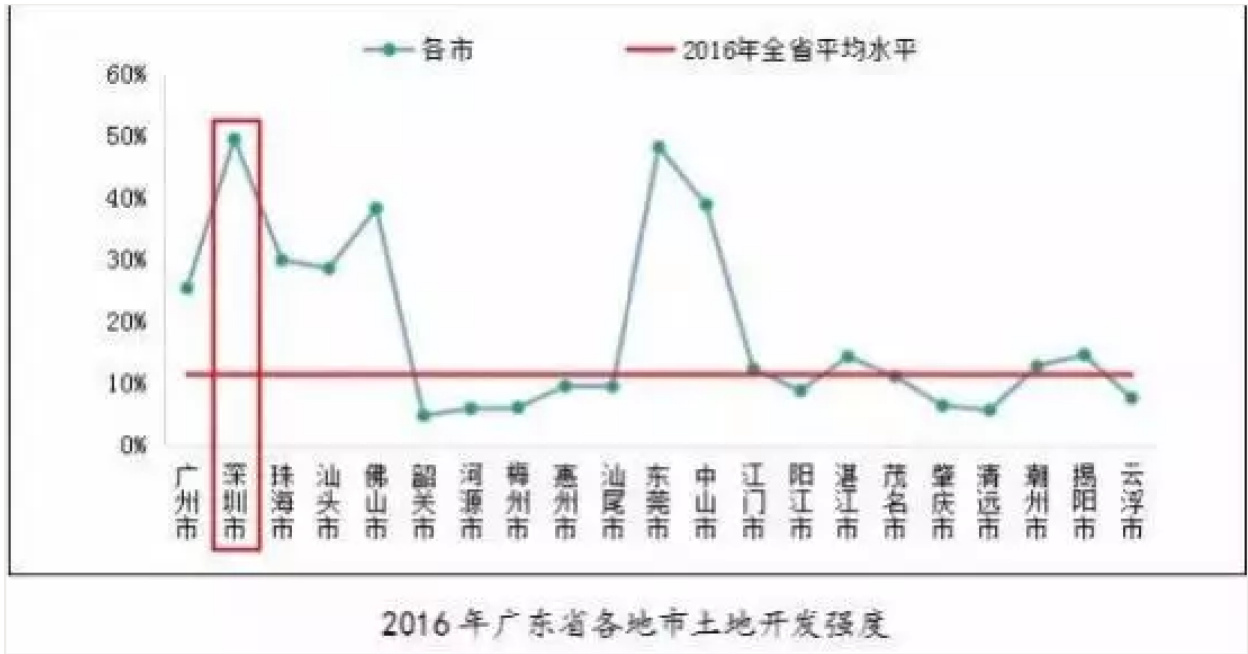 各市
2016年全省平均水平
60%
50%
40%
30%
20%
10%
0%
广州市
深圳市
珠海市
汕头市
佛山市
韶关市
河源市
梅州市
惠州市
汕尾市
东莞市
中山市
江门市
阳江市
湛江市
茂名市
肇庆市
清远市
潮州市
揭阳市
云浮市
2016年广东省各地市土地开发强度